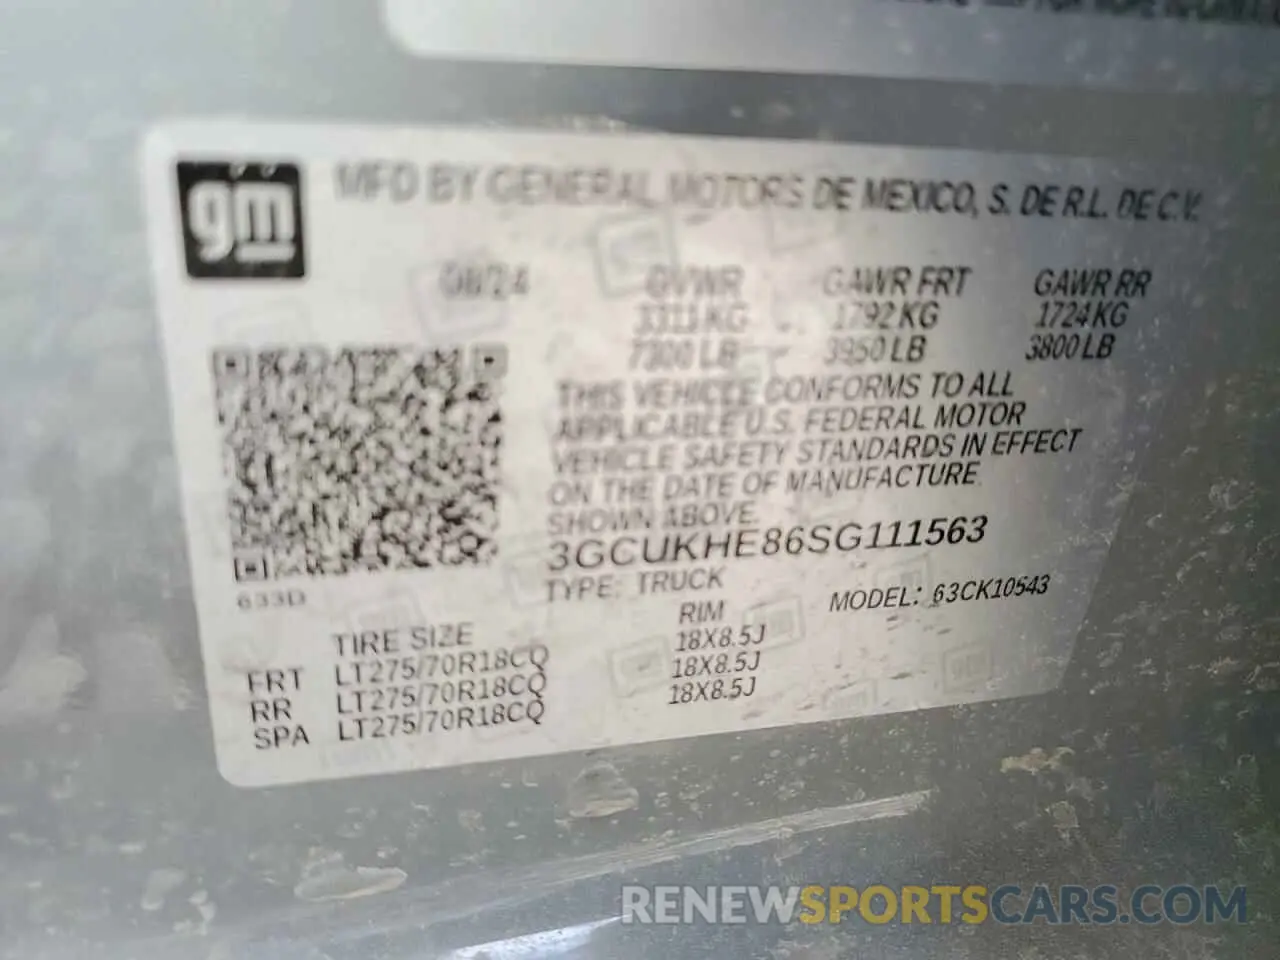 gm
MFD BY GENERAL MOTORS DE MEXICO, S. DE R.L. DE C.V.
08/24
GVWR GAWR FRT GAWR RR
3311 KG 1792 KG 1724 KG
7300 LB 3950 LB 3800 LB
THIS VEHICLE CONFORMS TO ALL
APPLICABLE U.S. FEDERAL MOTOR
VEHICLE SAFETY STANDARDS IN EFFECT
ON THE DATE OF MANUFACTURE
SHOWN ABOVE.
3GCUKHE86SG111563
633D
TYPE: TRUCK
MODEL: 63CK10543
TIRE SIZE RIM
FRT LT275/70R18CQ 18X8.5J
RR LT275/70R18CQ 18X8.5J
SPA LT275/70R18CQ 18X8.5J
RENEWSPORTSCARS.COM